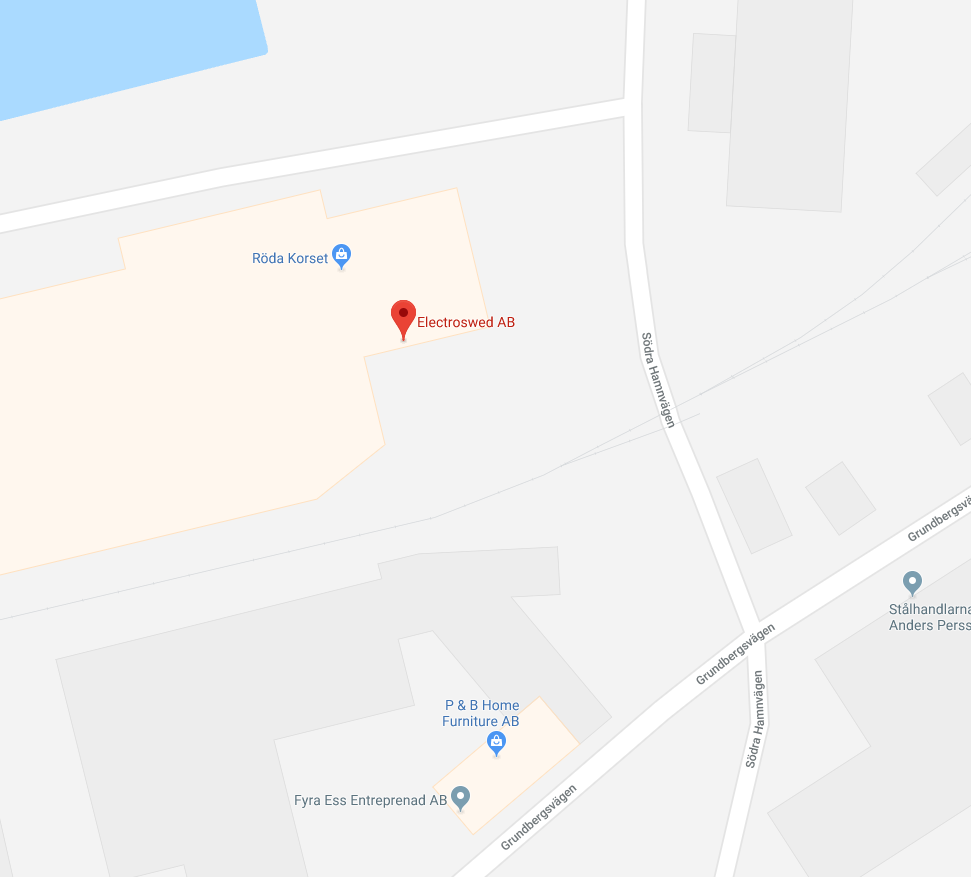 Röda Korset
Electroswed AB
Södra Hamnvägen
Grundbergsvä
Stålhandlarna
Anders Perss
Grundbergsvägen
Södra Hamnvägen
P & B Home
Furniture AB
Fyra Ess Entreprenad AB
Grundbergsvägen